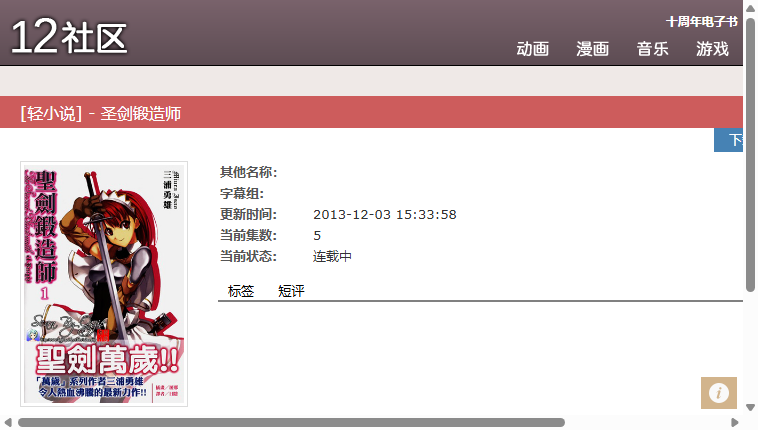 12社区
十周年电子书
动画 漫画 音乐 游戏
[轻小说] - 圣剑锻造师
下
其他名称:
字幕组:
更新时间: 2013-12-03 15:33:58
当前集数: 5
当前状态: 连载中
标签 短评
三浦勇雄
聖劍鍛造師
1
聖劍萬歲!!
「萬歲」系列作者三浦勇雄
令人熱血沸騰的最新力作!!
i